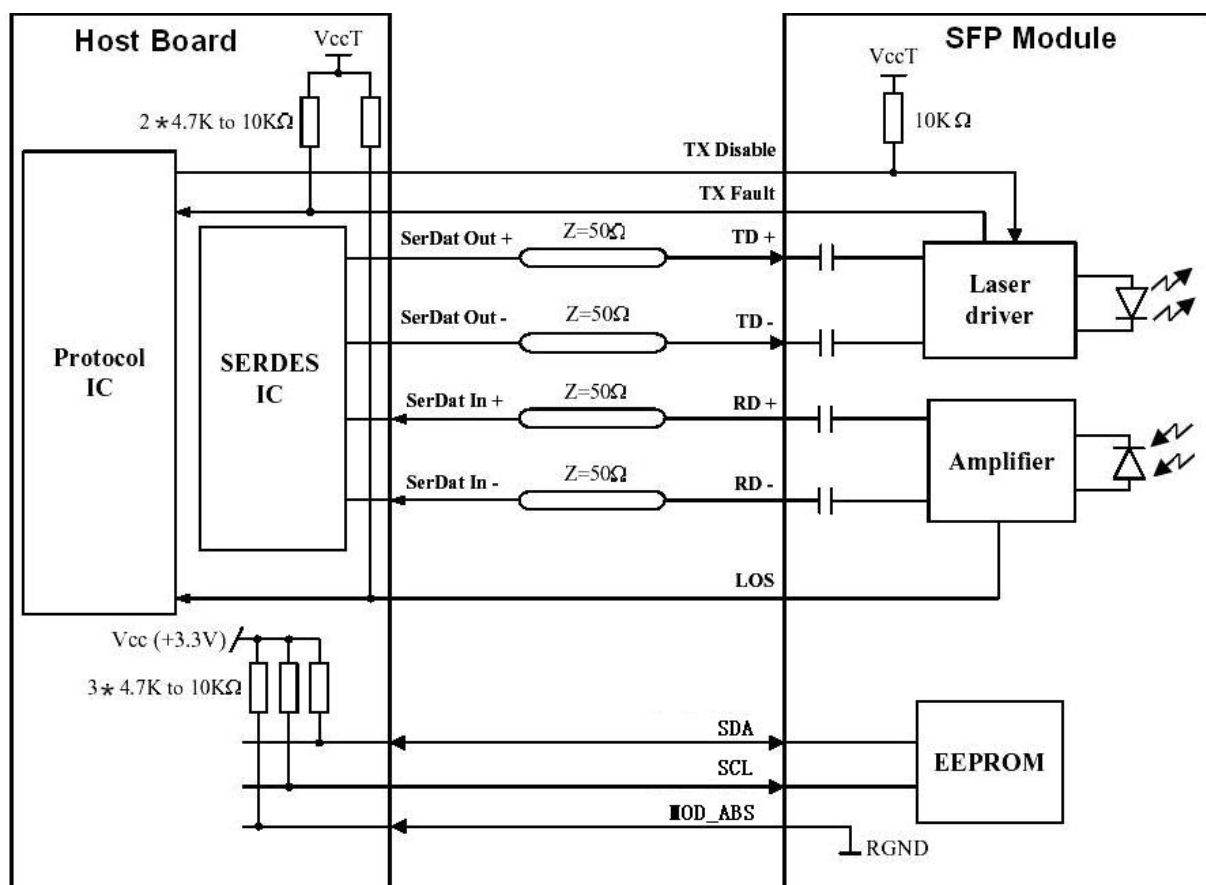 Host Board
SFP Module
VccT
VccT
2*4.7K to 10KΩ
10KΩ
TX Disable
TX Fault
SerDat Out +
Z=50Ω
TD +
SerDat Out -
Z=50Ω
TD -
Laser
driver
Protocol
IC
SERDES
IC
SerDat In +
Z=50Ω
RD +
SerDat In -
Z=50Ω
RD -
Amplifier
LOS
Vcc (+3.3V)
3*4.7K to 10KΩ
SDA
SCL
MOD_ABS
EEPROM
RGND